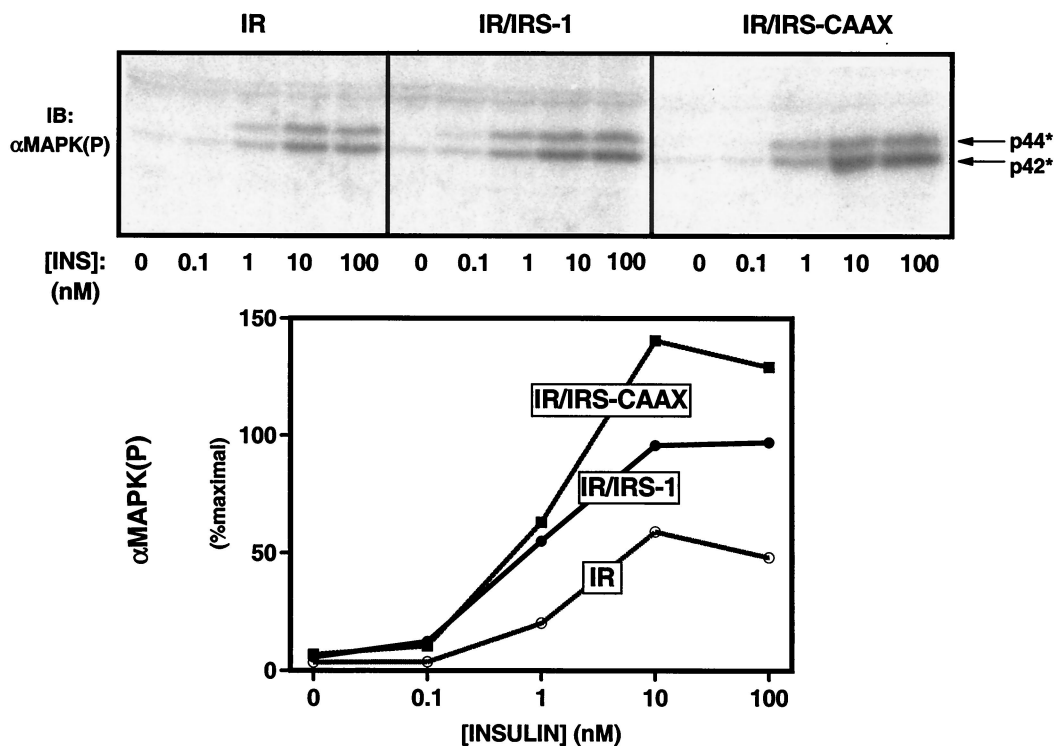 IR IR/IRS-1 IR/IRS-CAAX
IB:
αMAPK(P)
p44*
p42*
[INS]: 0 0.1 1 10 100 0 0.1 1 10 100 0 0.1 1 10 100
(nM)
150
100
50
0
αMAPK(P)
(%maximal)
IR/IRS-CAAX
IR/IRS-1
IR
0 0.1 1 10 100
[INSULIN] (nM)